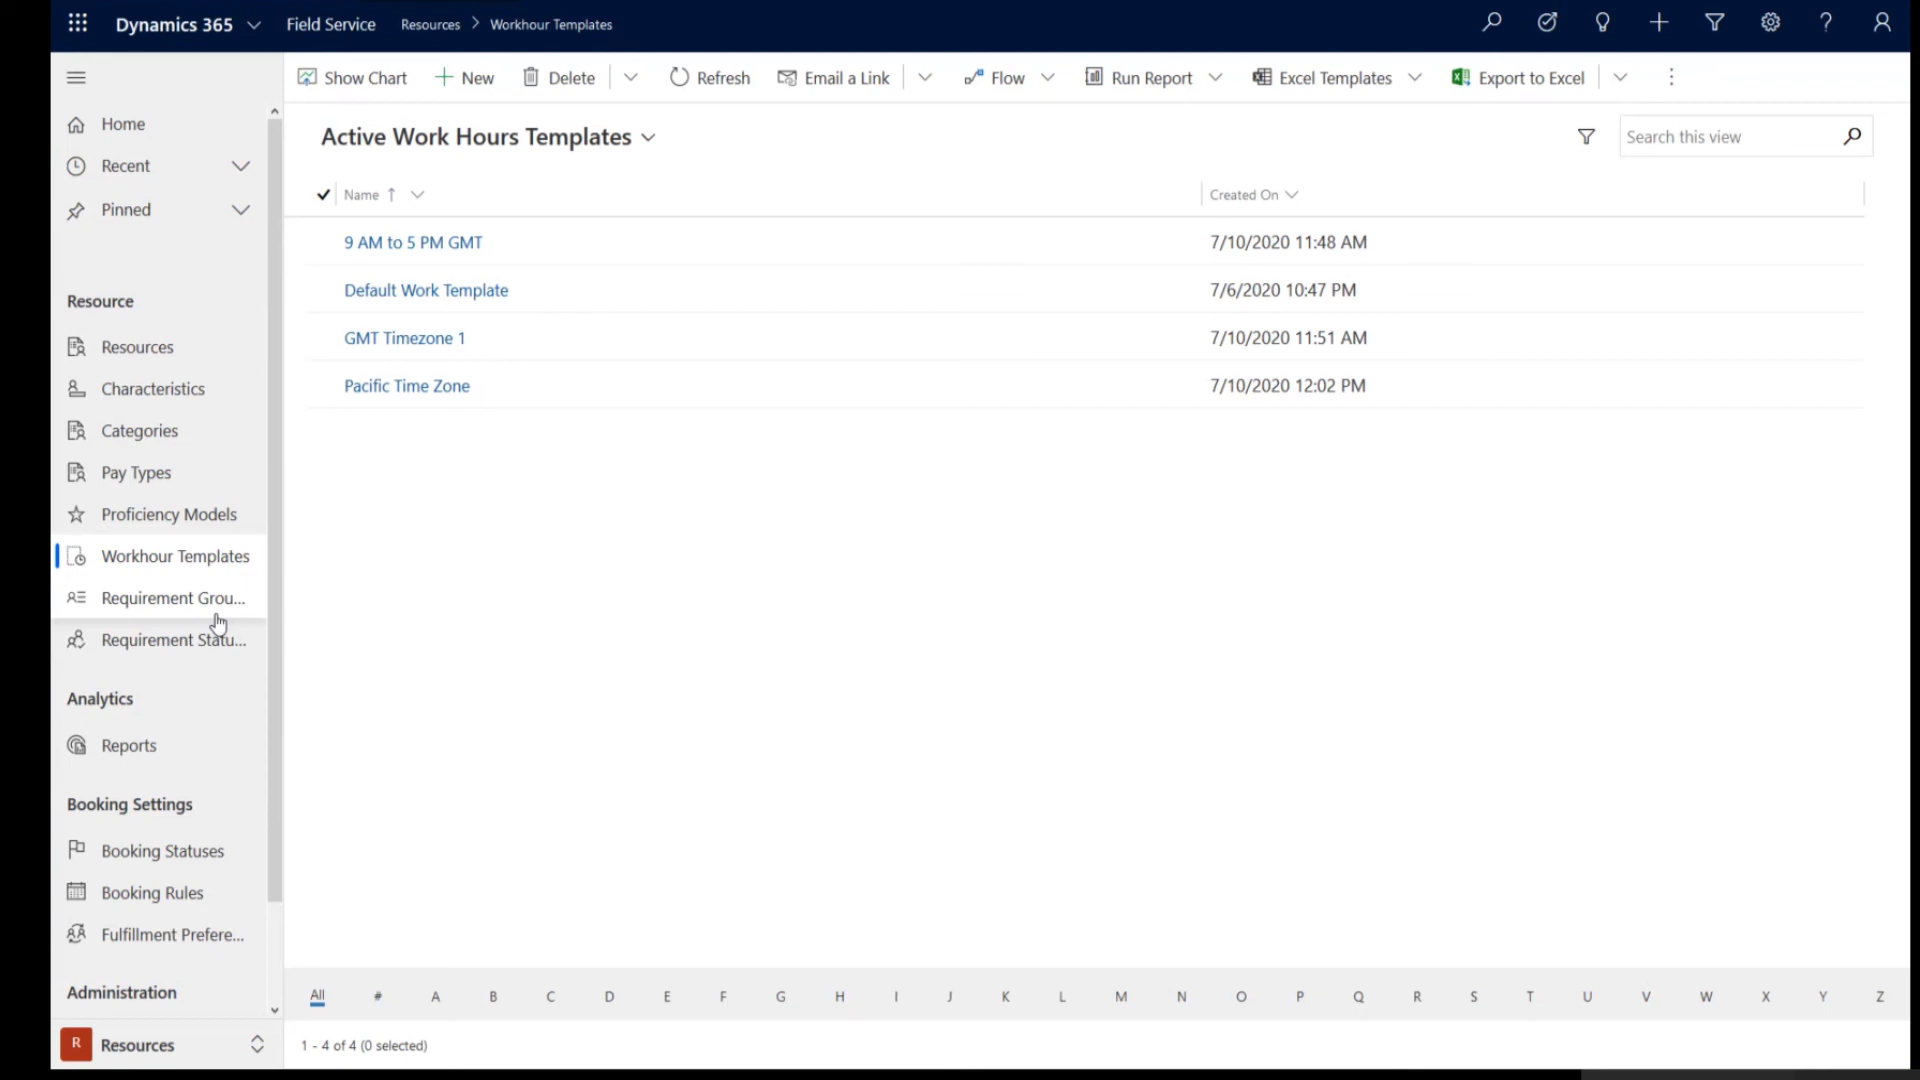 Dynamics 365 Field Service Resources > Workhour Templates
Show Chart New Delete Refresh Email a Link Flow Run Report Excel Templates Export to Excel
Home
Recent
Pinned
Resource
Resources
Characteristics
Categories
Pay Types
Proficiency Models
Workhour Templates
Requirement Grou...
Requirement Statu...
Analytics
Reports
Booking Settings
Booking Statuses
Booking Rules
Fulfillment Prefere...
Administration
R Resources
Active Work Hours Templates
Search this view
Name ↑ Created On
9 AM to 5 PM GMT 7/10/2020 11:48 AM
Default Work Template 7/6/2020 10:47 PM
GMT Timezone 1 7/10/2020 11:51 AM
Pacific Time Zone 7/10/2020 12:02 PM
All # A B C D E F G H I J K L M N O P Q R S T U V W X Y Z
1 - 4 of 4 (0 selected)